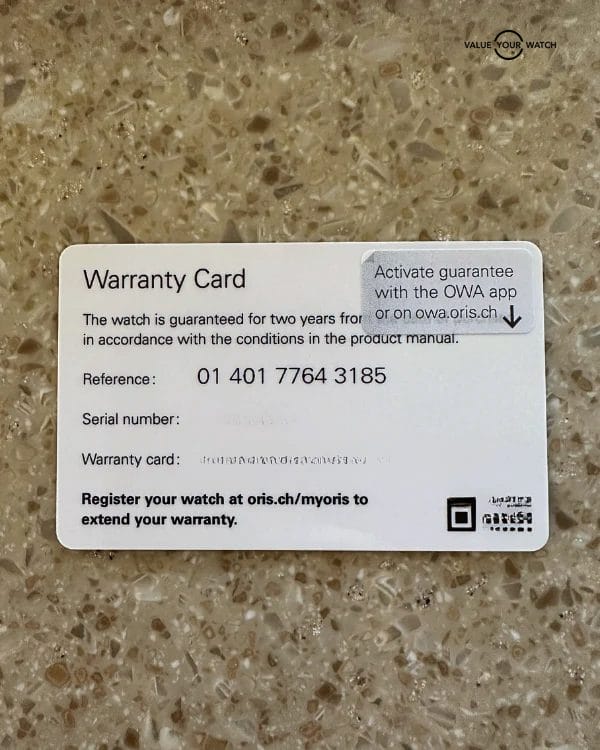 VALUE YOUR WATCH
Warranty Card
Activate guarantee
with the OWA app
or on owa.oris.ch
The watch is guaranteed for two years from
in accordance with the conditions in the product manual.
Reference: 01 401 7764 3185
Serial number:
Warranty card:
Register your watch at oris.ch/myoris to
extend your warranty.